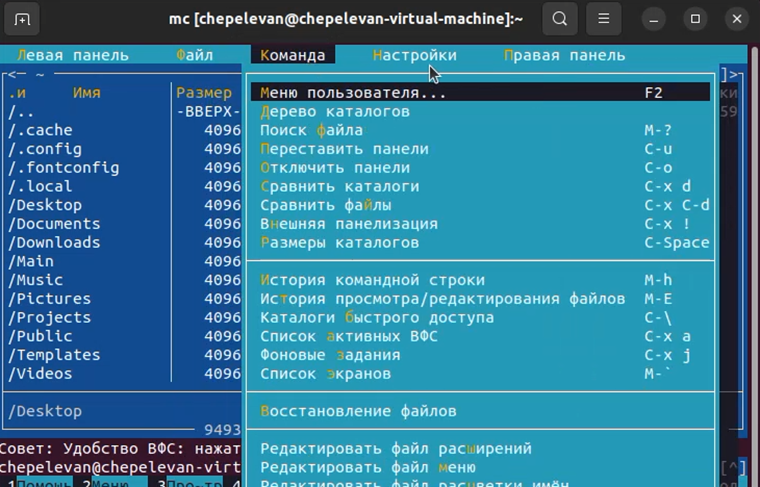 mc [chepelevan@chepelevan-virtual-machine]:~
Левая панель Файл Команда Настройки Правая панель
<─ ~ ]>
.и Имя Размер
/.. -ВВЕРХ- 59
/.cache 4096
/.config 4096
/.fontconfig 4096
/.local 4096
/Desktop 4096
/Documents 4096
/Downloads 4096
/Main 4096
/Music 4096
/Pictures 4096
/Projects 4096
/Public 4096
/Templates 4096
/Videos 4096
/Desktop
9493
Меню пользователя... F2
Дерево каталогов
Поиск файла M-?
Переставить панели C-u
Отключить панели C-o
Сравнить каталоги C-x d
Сравнить файлы C-x C-d
Внешняя панелизация C-x !
Размеры каталогов C-Space
История командной строки M-h
История просмотра/редактирования файлов M-E
Каталоги быстрого доступа C-\
Список активных ВФС C-x a
Фоновые задания C-x j
Список экранов M-`
Восстановление файлов
Редактировать файл расширений
Редактировать файл меню
Редактировать файл расцветки имён
Совет: Удобство ВФС: нажат
chepelevan@chepelevan-virt [^]
1Помощь 2Меню 3Про~тр 4